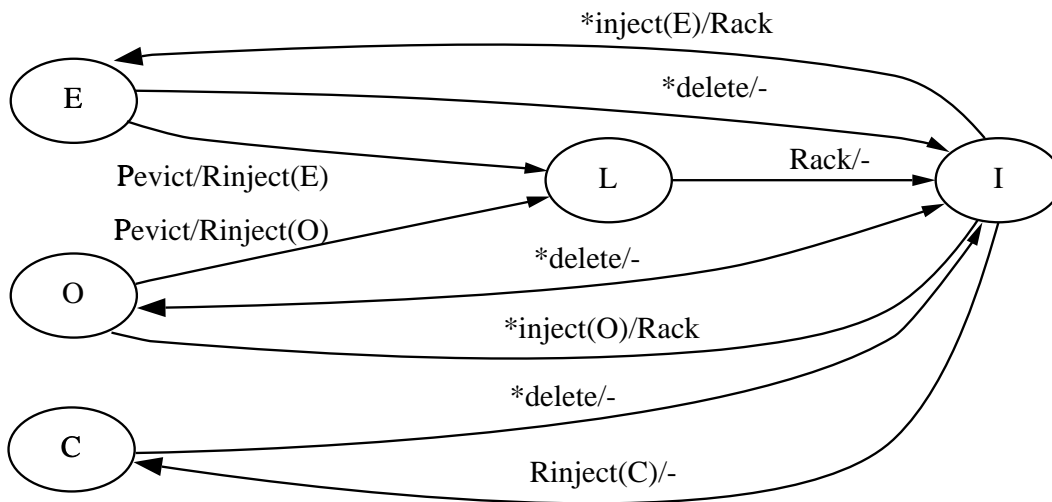 *inject(E)/Rack
E
*delete/-
Pevict/Rinject(E)
L
Rack/-
I
Pevict/Rinject(O)
*delete/-
O
*inject(O)/Rack
*delete/-
C
Rinject(C)/-